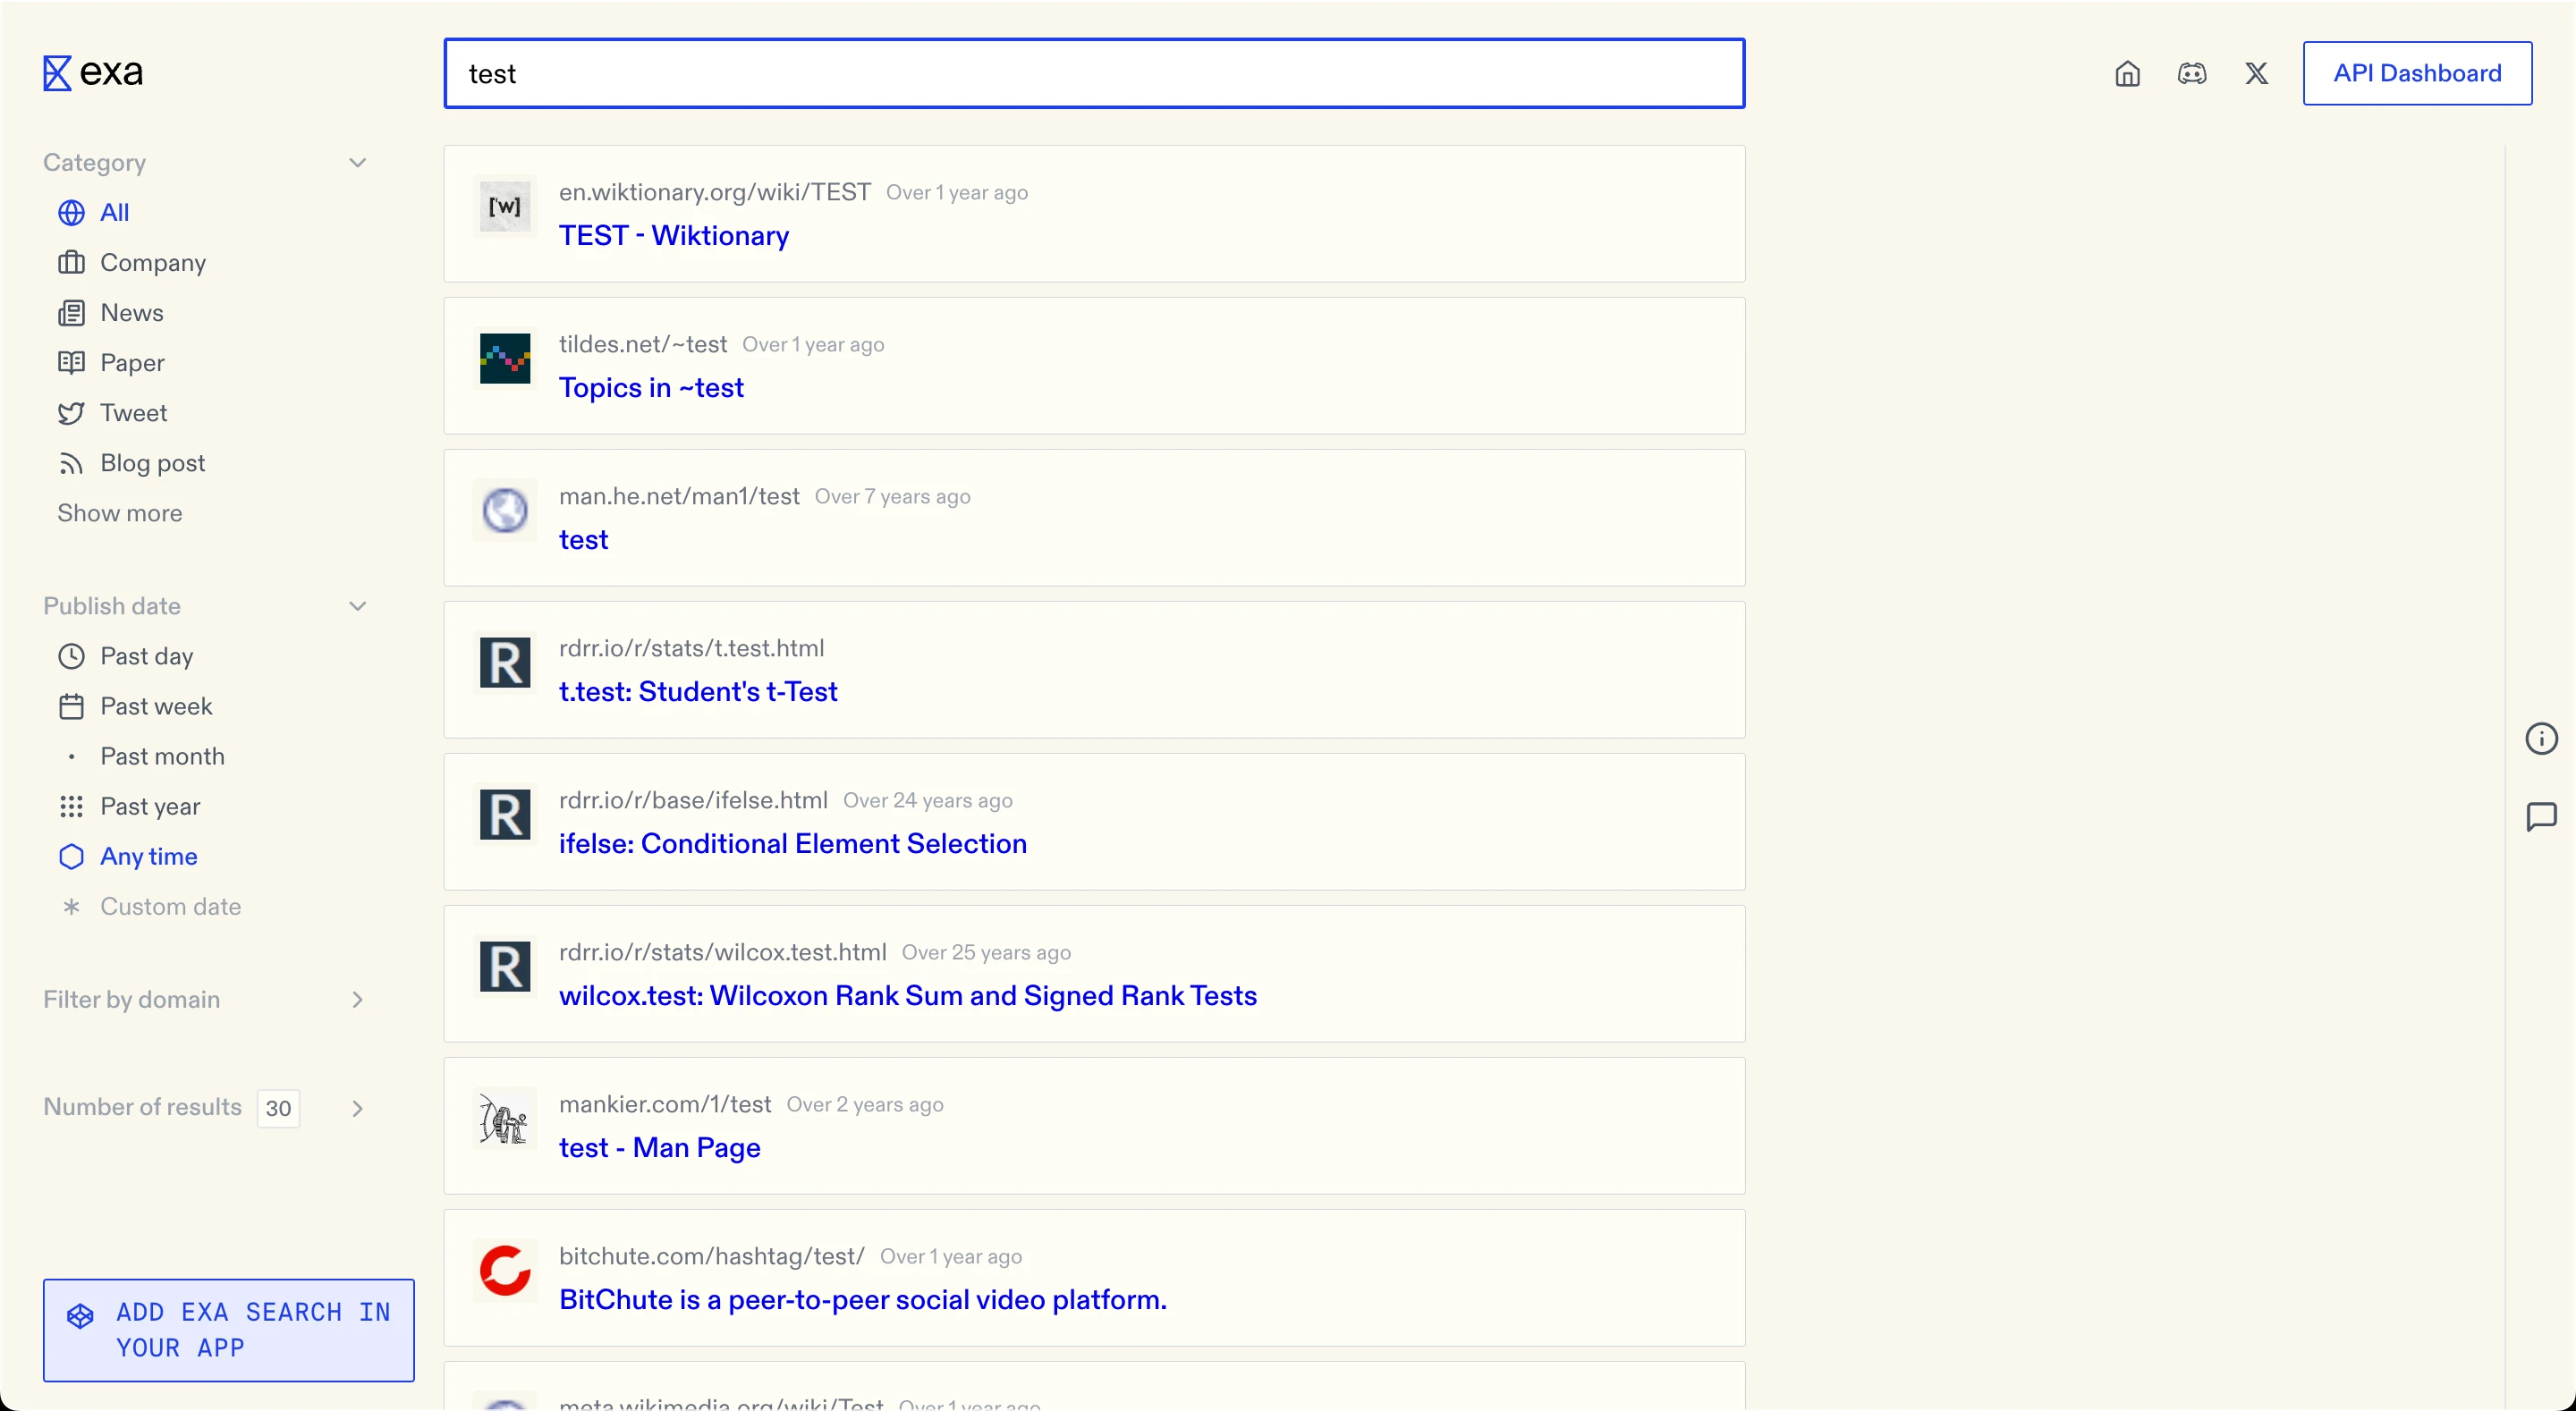 exa
test
API Dashboard
Category
All
Company
News
Paper
Tweet
Blog post
Show more
Publish date
Past day
Past week
Past month
Past year
Any time
Custom date
Filter by domain
Number of results 30
ADD EXA SEARCH IN
YOUR APP
['w]
en.wiktionary.org/wiki/TEST Over 1 year ago
TEST - Wiktionary
tildes.net/~test Over 1 year ago
Topics in ~test
man.he.net/man1/test Over 7 years ago
test
R
rdrr.io/r/stats/t.test.html
t.test: Student's t-Test
R
rdrr.io/r/base/ifelse.html Over 24 years ago
ifelse: Conditional Element Selection
R
rdrr.io/r/stats/wilcox.test.html Over 25 years ago
wilcox.test: Wilcoxon Rank Sum and Signed Rank Tests
mankier.com/1/test Over 2 years ago
test - Man Page
bitchute.com/hashtag/test/ Over 1 year ago
BitChute is a peer-to-peer social video platform.
meta.wikimedia.org/wiki/Test Over 1 year ago